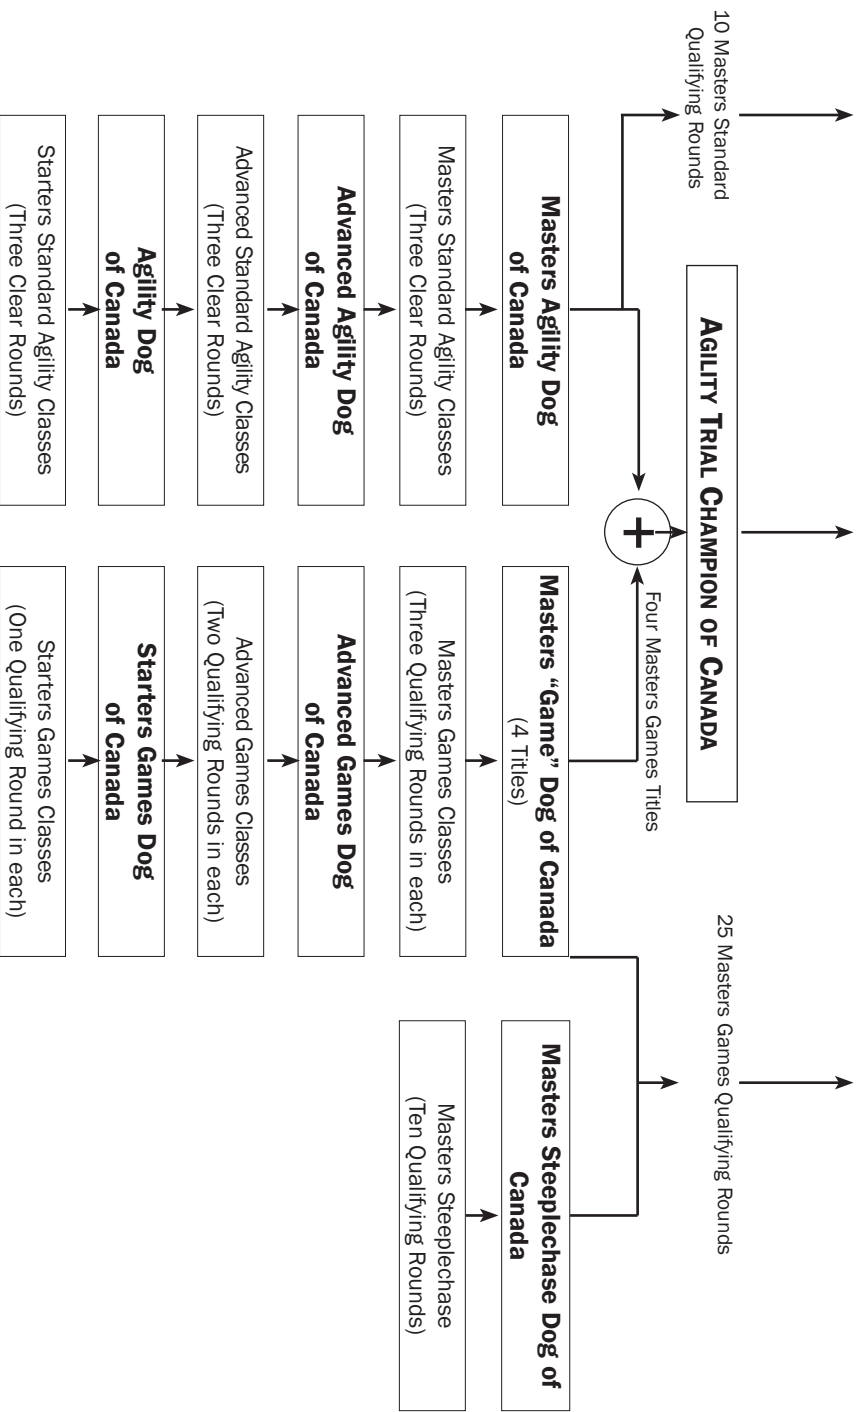 10 Masters Standard
Qualifying Rounds
AGILITY TRIAL CHAMPION OF CANADA
25 Masters Games Qualifying Rounds
Four Masters Games Titles
+
Masters Agility Dog
of Canada
Masters “Game” Dog of Canada
(4 Titles)
Masters Steeplechase Dog of
Canada
Masters Standard Agility Classes
(Three Clear Rounds)
Masters Games Classes
(Three Qualifying Rounds in each)
Masters Steeplechase
(Ten Qualifying Rounds)
Advanced Agility Dog
of Canada
Advanced Games Dog
of Canada
Advanced Standard Agility Classes
(Three Clear Rounds)
Advanced Games Classes
(Two Qualifying Rounds in each)
Agility Dog
of Canada
Starters Games Dog
of Canada
Starters Standard Agility Classes
(Three Clear Rounds)
Starters Games Classes
(One Qualifying Round in each)